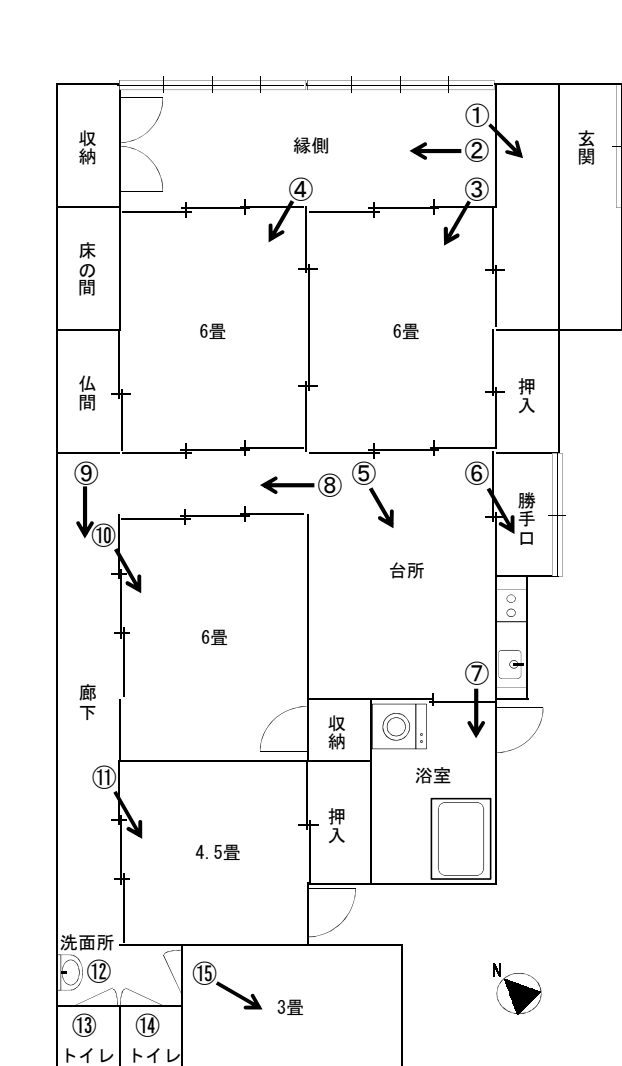 ①
収納
縁側
玄関
②
④
③
床の間
6畳
6畳
仏間
押入
⑨
⑧
⑤
⑥
勝手口
⑩
台所
6畳
⑦
廊下
収納
浴室
⑪
押入
4.5畳
洗面所
⑫
⑮
N
3畳
⑬
⑭
トイレ
トイレ